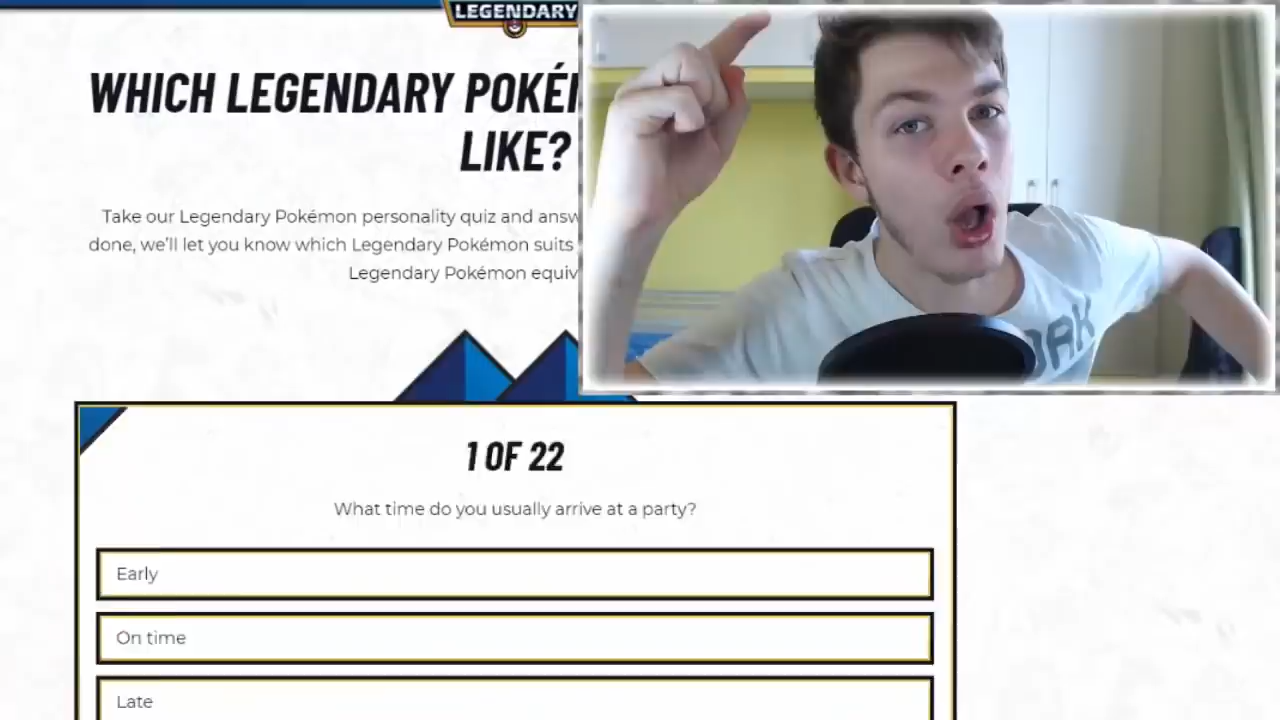 LEGENDARY
WHICH LEGENDARY POKÉ
LIKE?
Take our Legendary Pokémon personality quiz and
done, we'll let you know which Legendary Pokémon suits
Legendary Pokémon
1 OF 22
What time do you usually arrive at a party?
Early
On time
Late